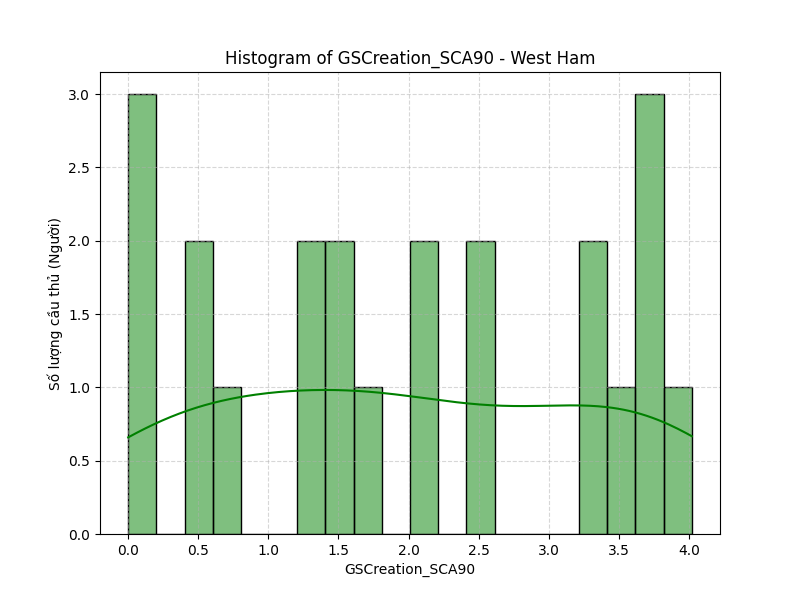 Histogram of GSCreation_SCA90 - West Ham
Số lượng cầu thủ (Người)
3.0
2.5
2.0
1.5
1.0
0.5
0.0
0.0 0.5 1.0 1.5 2.0 2.5 3.0 3.5 4.0
GSCreation_SCA90